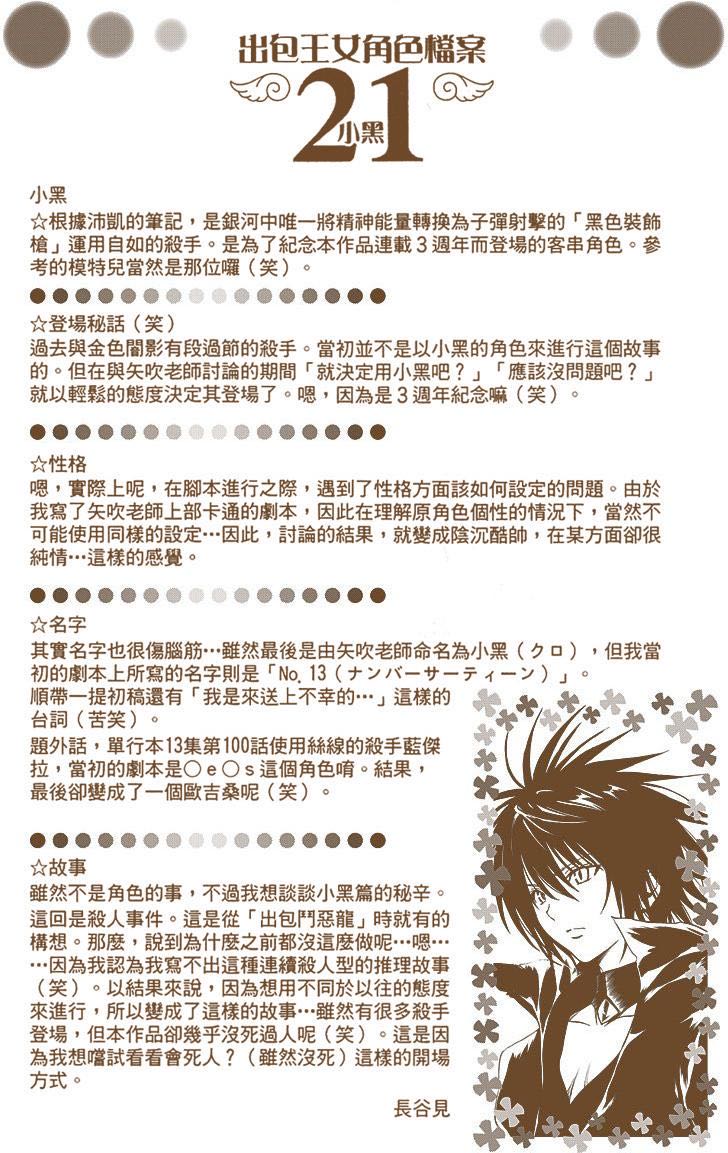 出包王女角色檔案
21
小黑
小黑
☆根據沛凱的筆記，是銀河中唯一將精神能量轉換為子彈射擊的「黑色裝飾
槍」運用自如的殺手。是為了紀念本作品連載３週年而登場的客串角色。參
考的模特兒當然是那位囉（笑）。
☆登場秘話（笑）
過去與金色闇影有段過節的殺手。當初並不是以小黑的角色來進行這個故事
的。但在與矢吹老師討論的期間「就決定用小黑吧？」「應該沒問題吧？」
就以輕鬆的態度決定其登場了。嗯，因為是３週年紀念嘛（笑）。
☆性格
嗯，實際上呢，在腳本進行之際，遇到了性格方面該如何設定的問題。由於
我寫了矢吹老師上部卡通的劇本，因此在理解原角色個性的情況下，當然不
可能使用同樣的設定…因此，討論的結果，就變成陰沉酷帥，在某方面卻很
純情…這樣的感覺。
☆名字
其實名字也很傷腦筋…雖然最後是由矢吹老師命名為小黑（クロ），但我當
初的劇本上所寫的名字則是「No. 13（ナンバーサーティーン）」。
順帶一提初稿還有「我是來送上不幸的…」這樣的
台詞（苦笑）。
題外話，單行本13集第100話使用絲線的殺手藍傑
拉，當初的劇本是○e○s這個角色唷。結果，
最後卻變成了一個歐吉桑呢（笑）。
☆故事
雖然不是角色的事，不過我想談談小黑篇的秘辛。
這回是殺人事件。這是從「出包鬥惡龍」時就有的
構想。那麼，說到為什麼之前都沒這麼做呢…嗯…
…因為我認為我寫不出這種連續殺人型的推理故事
（笑）。以結果來說，因為想用不同於以往的態度
來進行，所以變成了這樣的故事…雖然有很多殺手
登場，但本作品卻幾乎沒死過人呢（笑）。這是因
為我想嚐試看看會死人？（雖然沒死）這樣的開場
方式。
長谷見